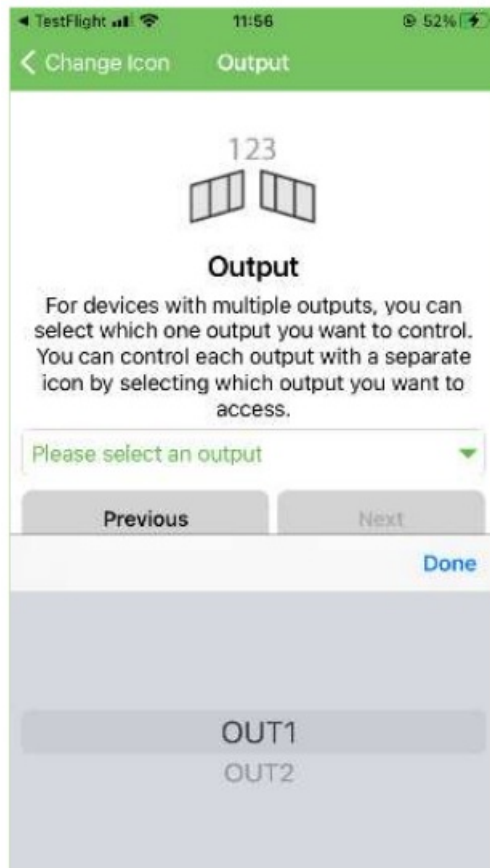 TestFlight 11:56 52%
Change Icon Output
123
Output
For devices with multiple outputs, you can
select which one output you want to control.
You can control each output with a separate
icon by selecting which output you want to
access.
Please select an output
Previous Next
Done
OUT1
OUT2